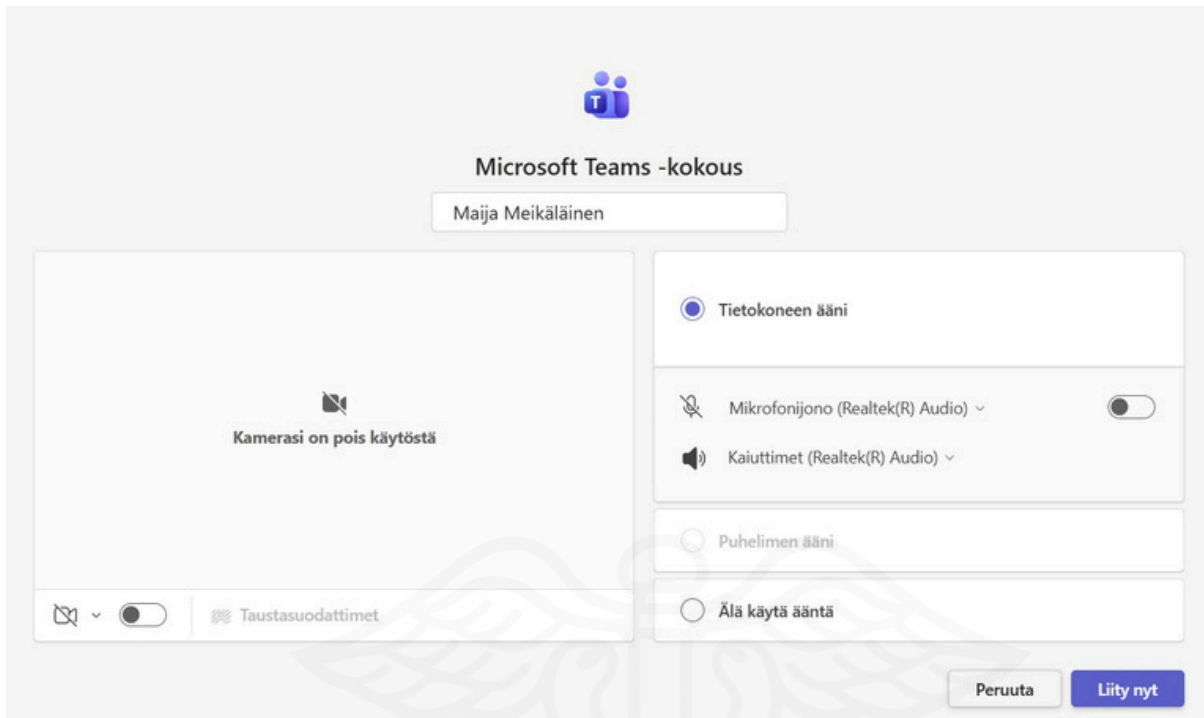 T
Microsoft Teams -kokous
Maija Meikäläinen
Kamerasi on pois käytöstä
Taustasuodattimet
Tietokoneen ääni
Mikrofonijono (Realtek(R) Audio)
Kaiuttimet (Realtek(R) Audio)
Puhelimen ääni
Älä käytä ääntä
Peruuta
Liity nyt